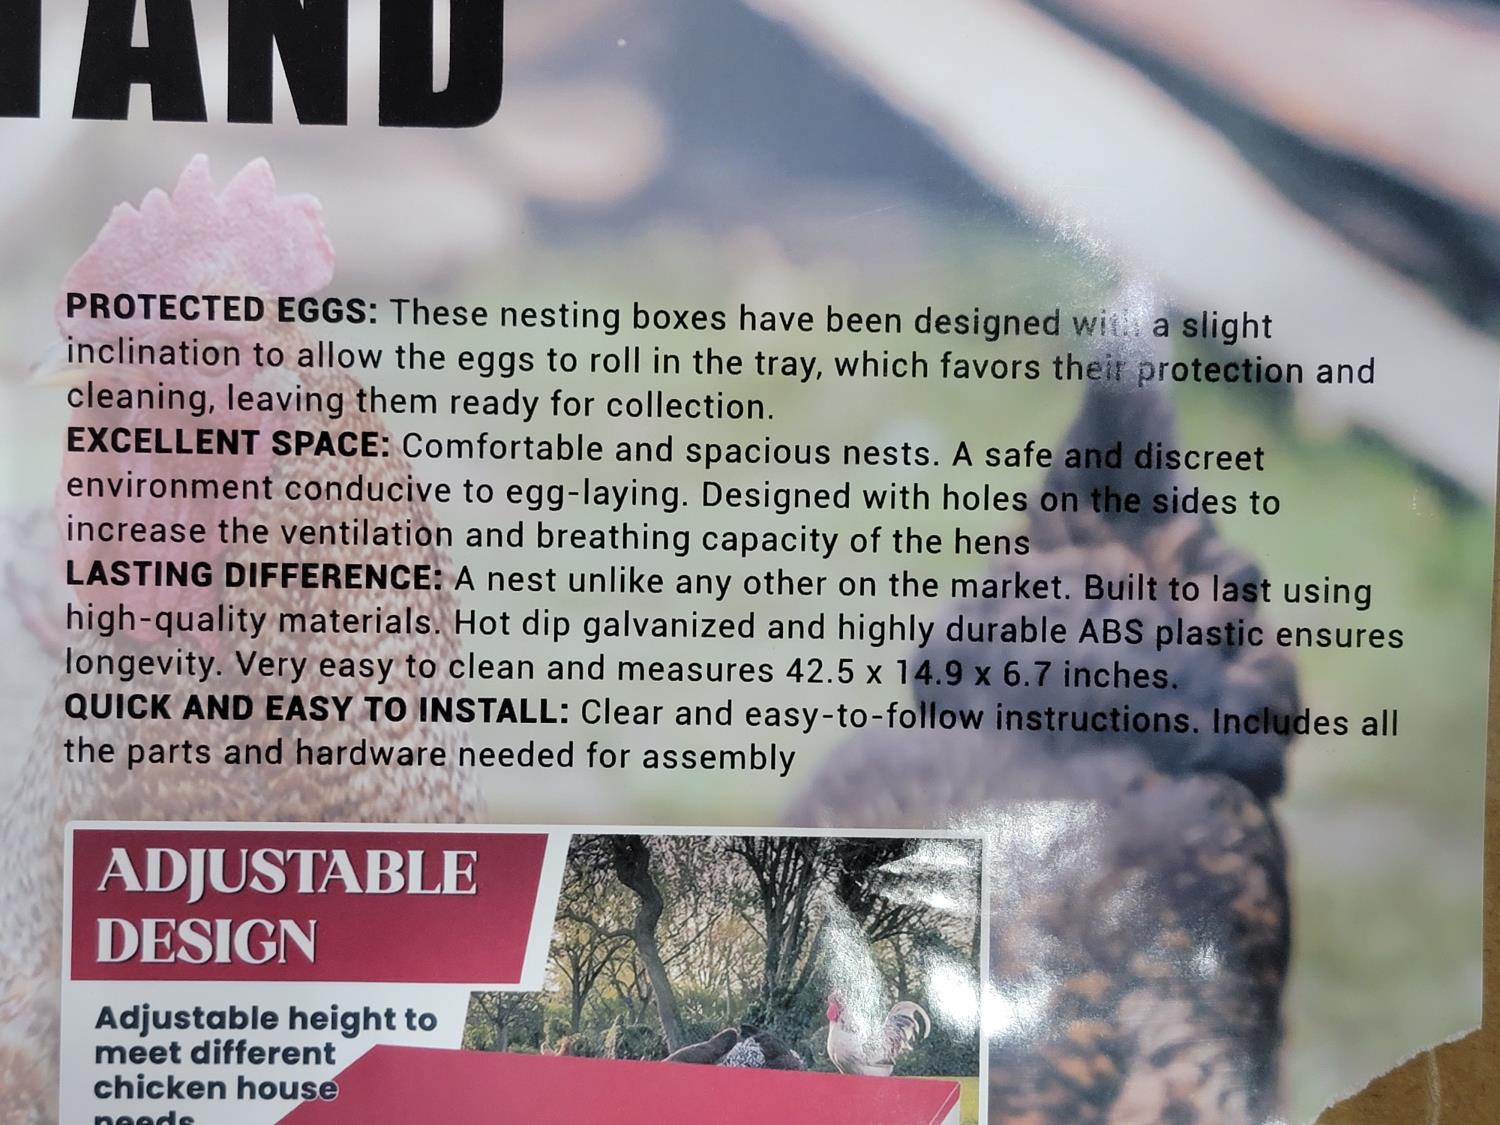 TAND
PROTECTED EGGS: These nesting boxes have been designed with a slight
inclination to allow the eggs to roll in the tray, which favors their protection and
cleaning, leaving them ready for collection.
EXCELLENT SPACE: Comfortable and spacious nests. A safe and discreet
environment conducive to egg-laying. Designed with holes on the sides to
increase the ventilation and breathing capacity of the hens
LASTING DIFFERENCE: A nest unlike any other on the market. Built to last using
high-quality materials. Hot dip galvanized and highly durable ABS plastic ensures
longevity. Very easy to clean and measures 42.5 x 14.9 x 6.7 inches.
QUICK AND EASY TO INSTALL: Clear and easy-to-follow instructions. Includes all
the parts and hardware needed for assembly
ADJUSTABLE
DESIGN
Adjustable height to
meet different
chicken house
needs